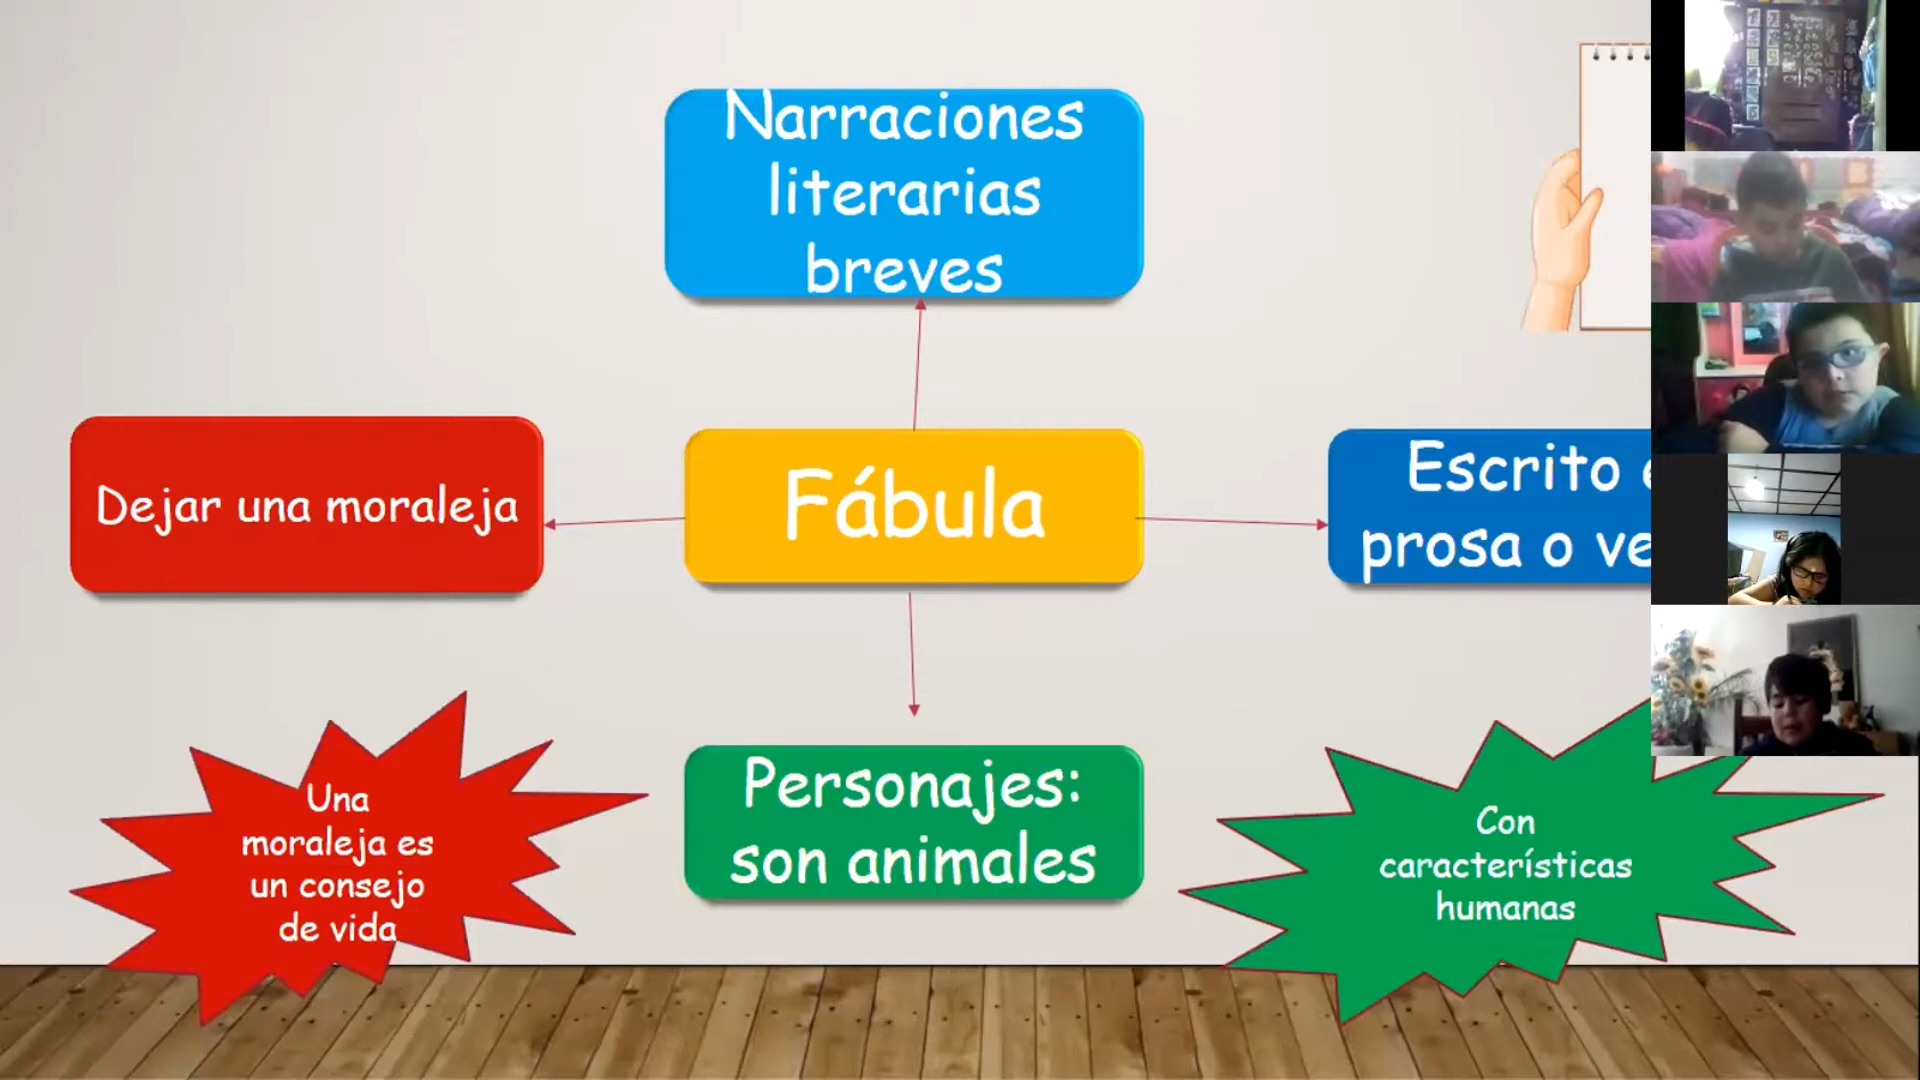 Narraciones
literarias
breves
Dejar una moraleja
Fábula
Escrito
prosa o
Personajes:
son animales
Una
moraleja es
un consejo
de vida
Con
características
humanas